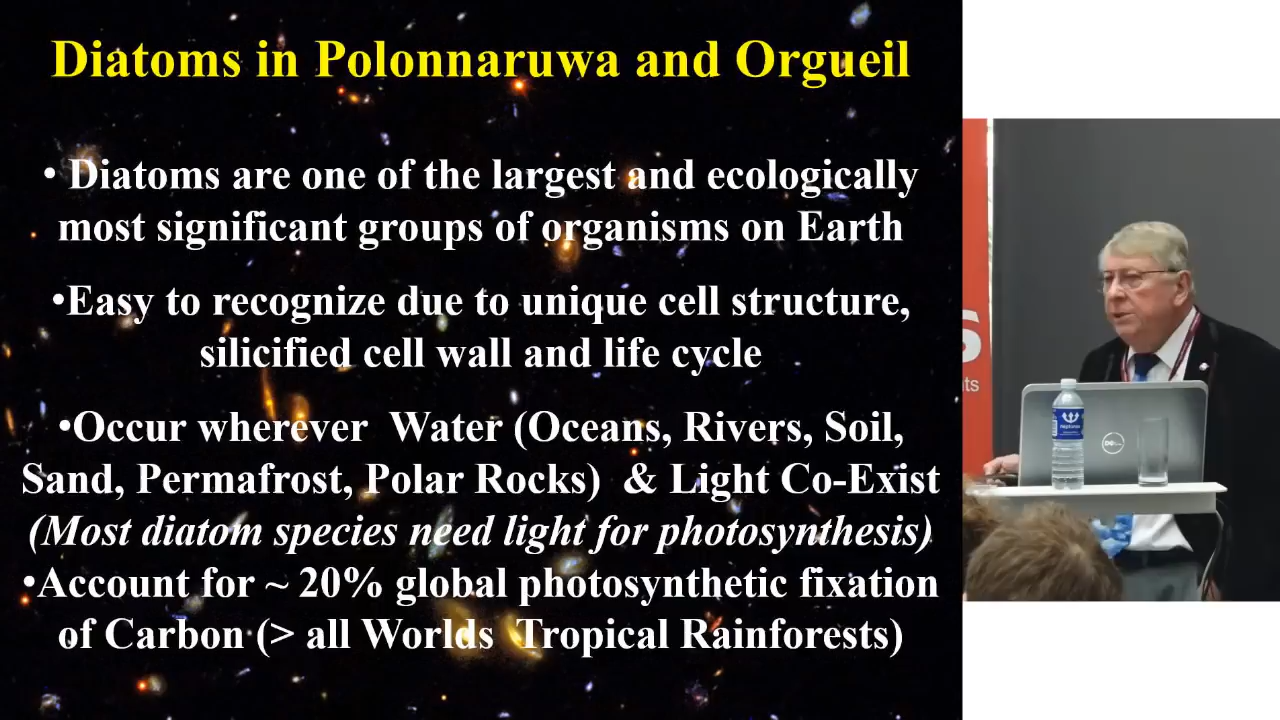 Diatoms in Polonnaruwa and Orgueil
• Diatoms are one of the largest and ecologically
most significant groups of organisms on Earth
•Easy to recognize due to unique cell structure,
silicified cell wall and life cycle
•Occur wherever Water (Oceans, Rivers, Soil,
Sand, Permafrost, Polar Rocks) & Light Co-Exist
(Most diatom species need light for photosynthesis)
•Account for ~ 20% global photosynthetic fixation
of Carbon (> all Worlds Tropical Rainforests)
S
nts
neptunas
DELL